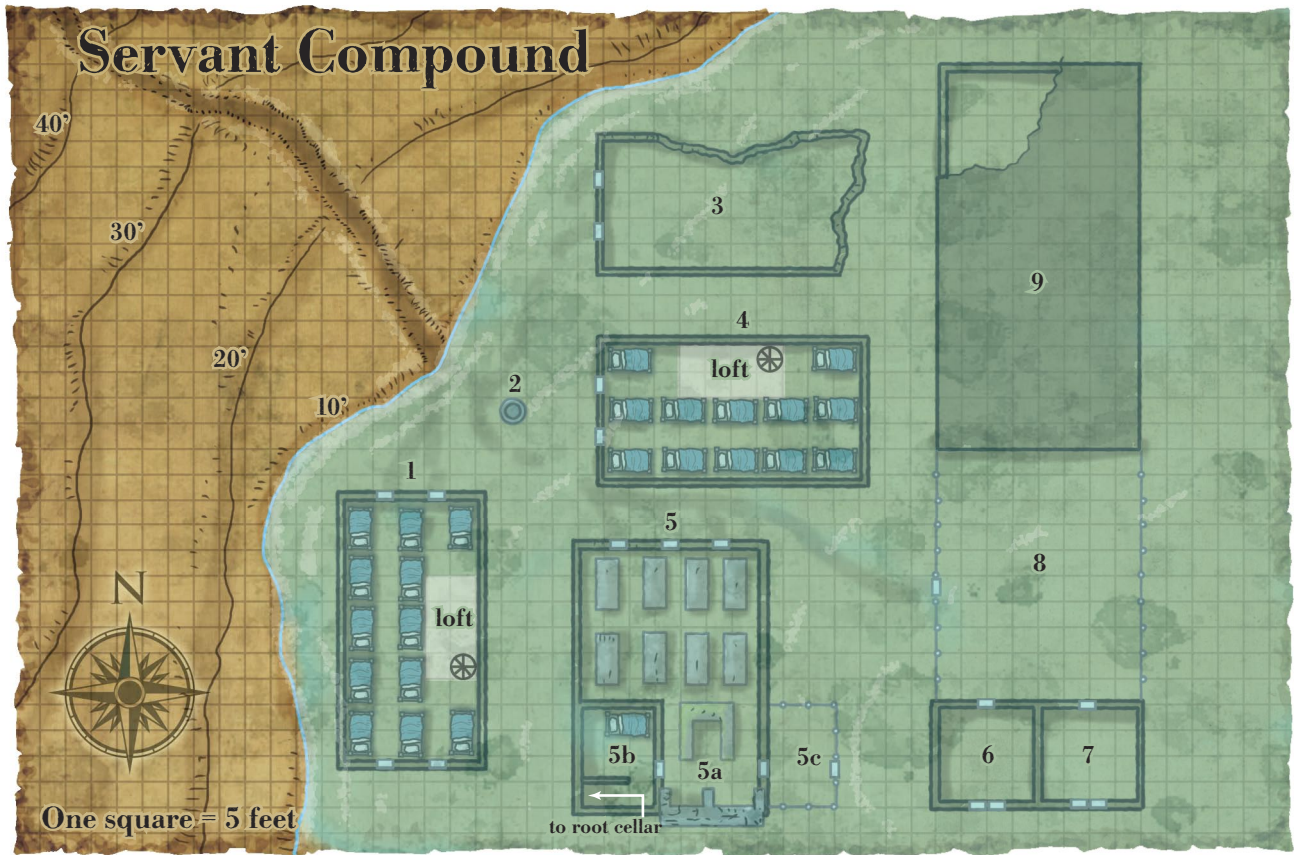 Servant Compound
40’
30’
20’
10’
3
9
4
loft
2
1
5
loft
8
5b
5a
5c
6
7
N
One square = 5 feet
to root cellar